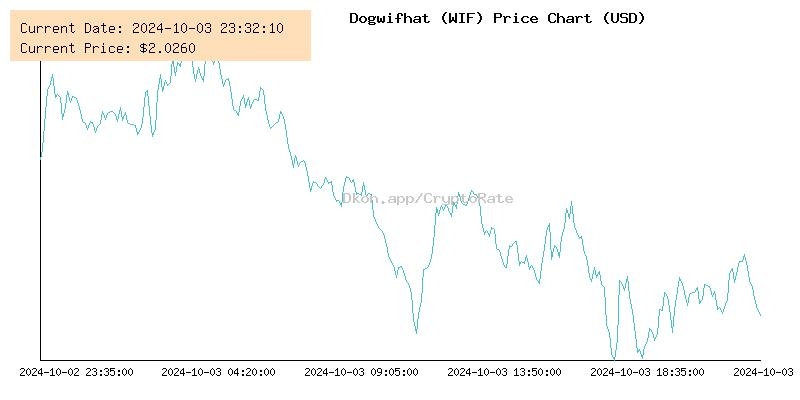 Dogwifhat (WIF) Price Chart (USD)
Current Date: 2024-10-03 23:32:10
Current Price: $2.0260
Dkon.app/CryptoRate
2024-10-02 23:35:00 2024-10-03 04:20:00 2024-10-03 09:05:00 2024-10-03 13:50:00 2024-10-03 18:35:00 2024-10-03